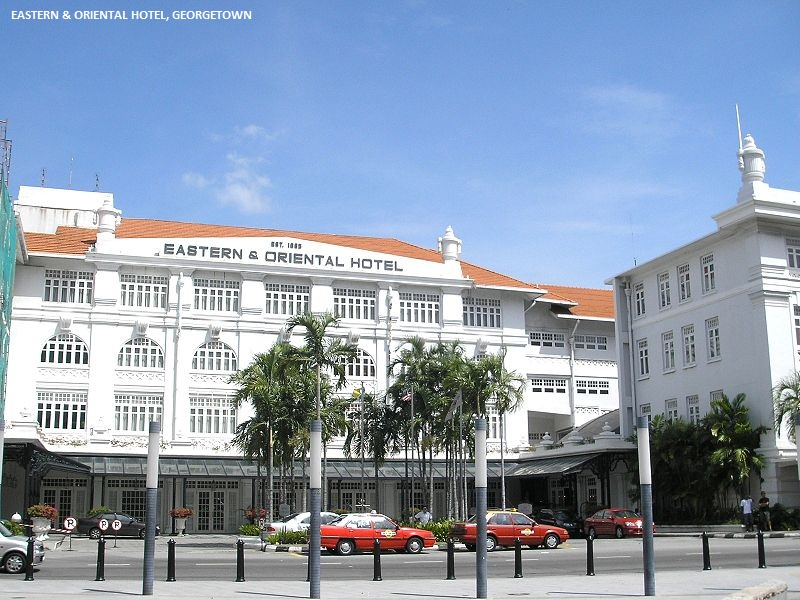 EASTERN & ORIENTAL HOTEL, GEORGETOWN
EST. 1885
EASTERN & ORIENTAL HOTEL
P
P